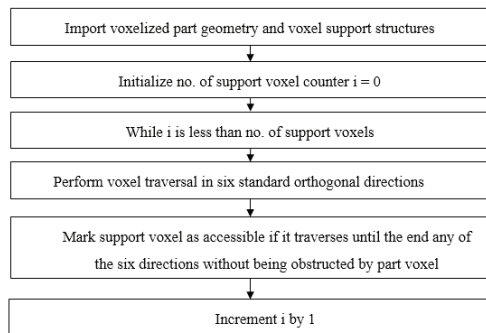 Import voxelized part geometry and voxel support structures
Initialize no. of support voxel counter i = 0
While i is less than no. of support voxels
Perform voxel traversal in six standard orthogonal directions
Mark support voxel as accessible if it traverses until the end any of
the six directions without being obstructed by part voxel
Increment i by 1